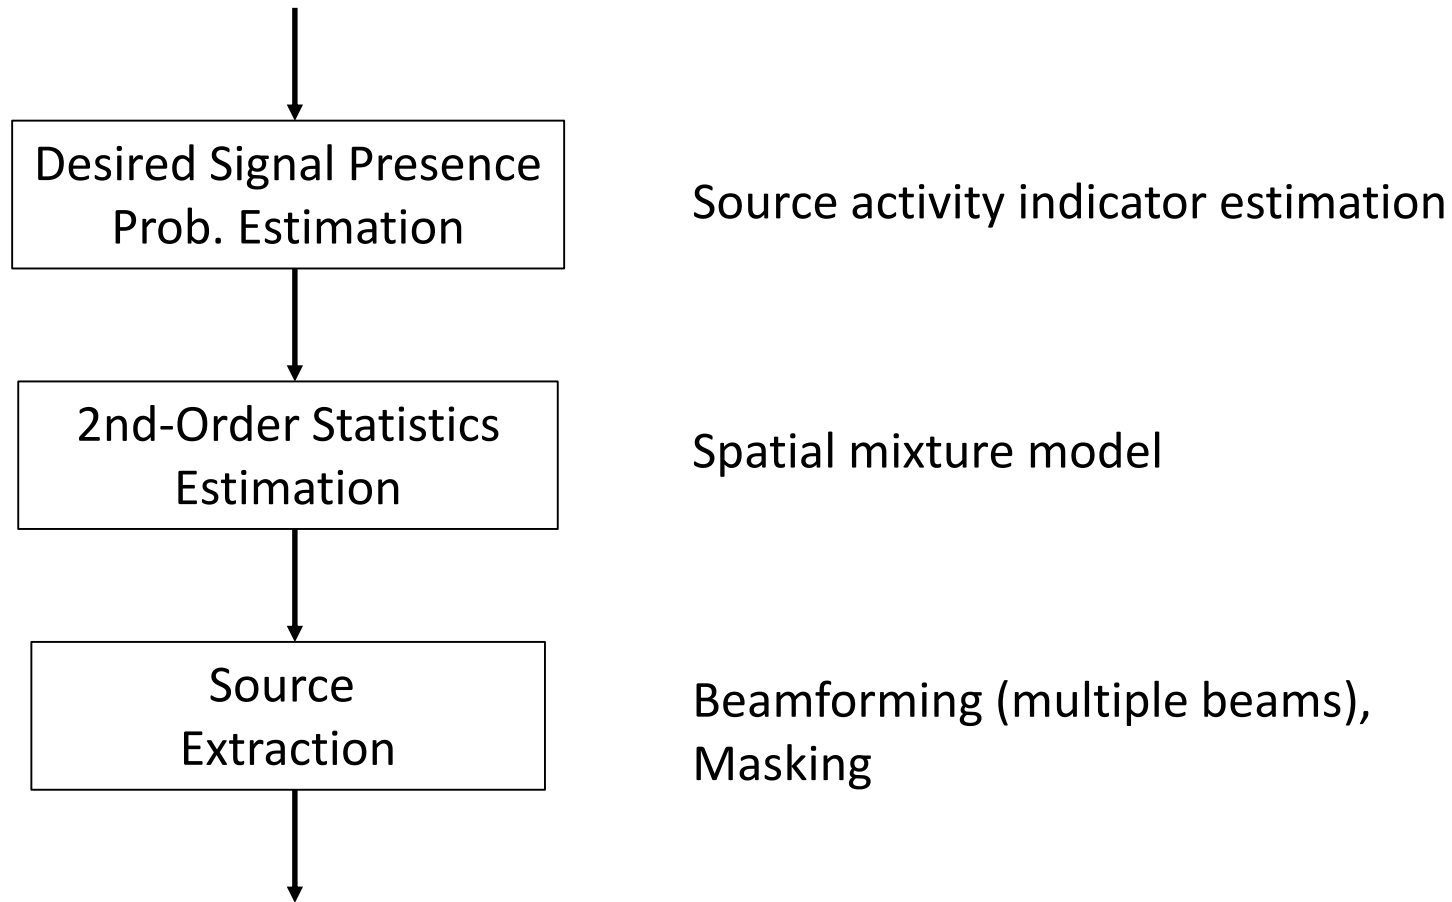 Desired Signal Presence
Prob. Estimation
Source activity indicator estimation
2nd-Order Statistics
Estimation
Spatial mixture model
Source
Extraction
Beamforming (multiple beams),
Masking